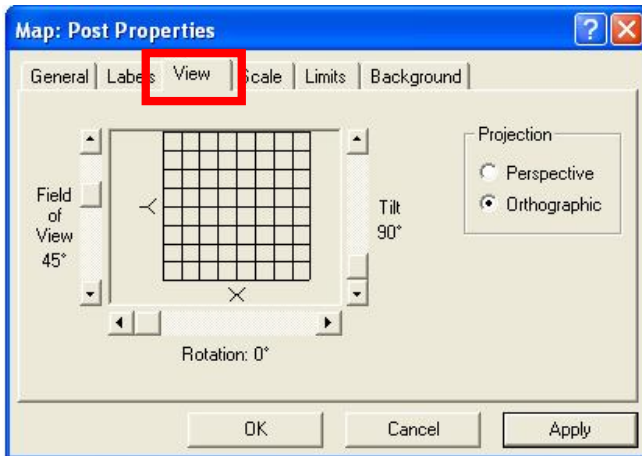 Map: Post Properties
General Labels View Scale Limits Background
Field
of
View
45°
Y
X
Tilt
90°
Rotation: 0°
Projection
Perspective
Orthographic
OK Cancel Apply